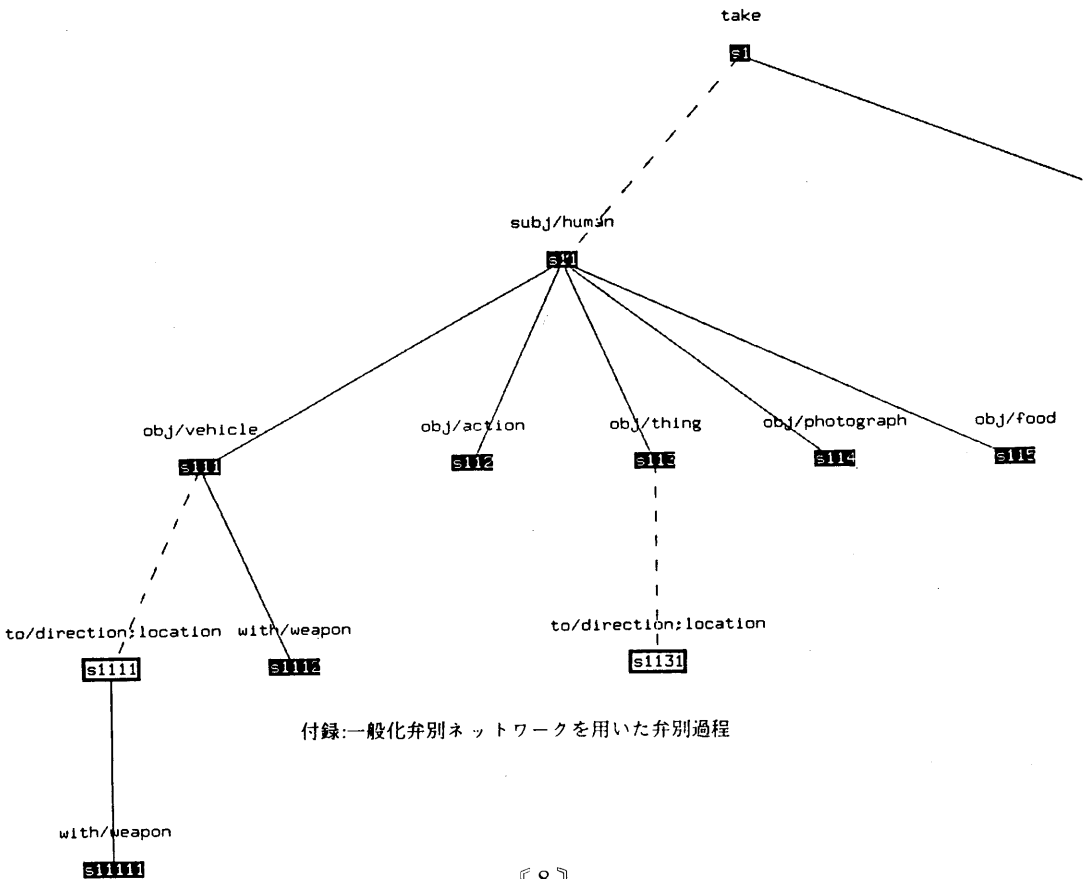 take
s1
subj/human
s11
obj/vehicle obj/action obj/thing obj/photograph obj/food
s111 s112 s113 s114 s115
to/direction;location with/weapon to/direction;location
s1111 s1112 s1131
付録:一般化弁別ネットワークを用いた弁別過程
with/weapon
s11111
〖8〗